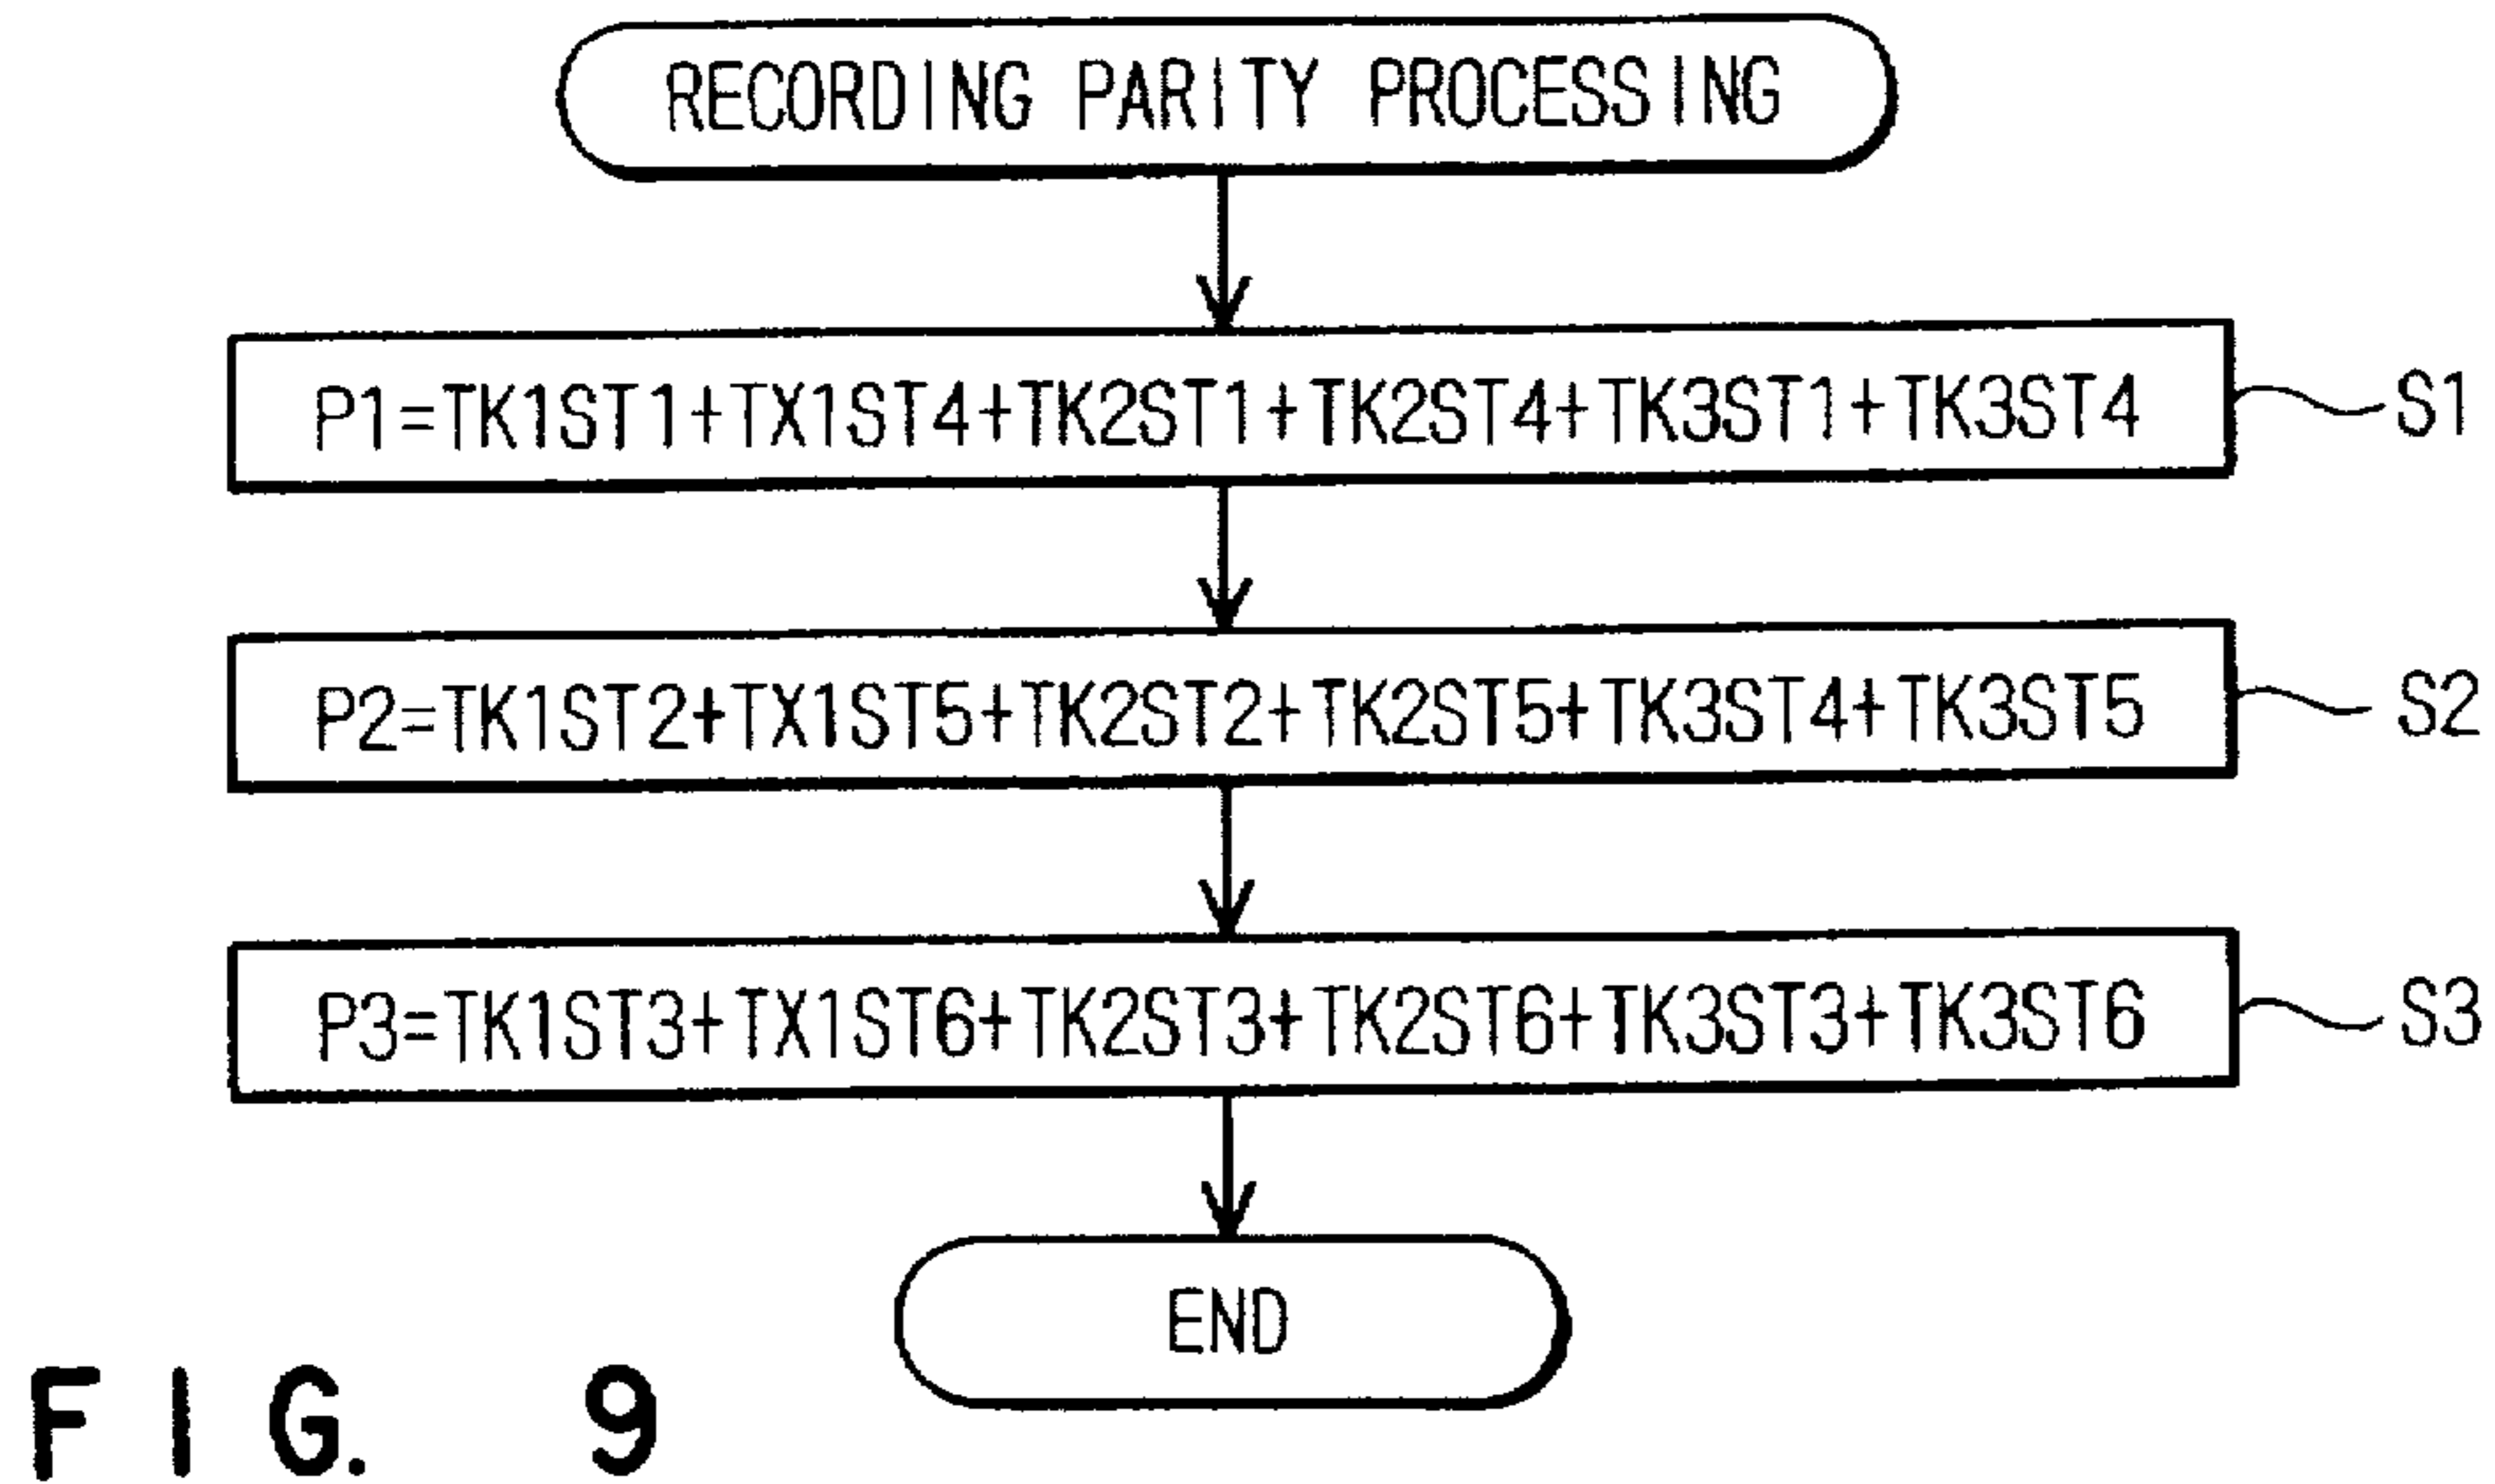 RECORDING PARITY PROCESSING
P1=TK1ST1+TX1ST4+TK2ST1+TK2ST4+TK3ST1+TK3ST4
S1
P2=TK1ST2+TX1ST5+TK2ST2+TK2ST5+TK3ST4+TK3ST5
S2
P3=TK1ST3+TX1ST6+TK2ST3+TK2ST6+TK3ST3+TK3ST6
S3
END
FIG. 9